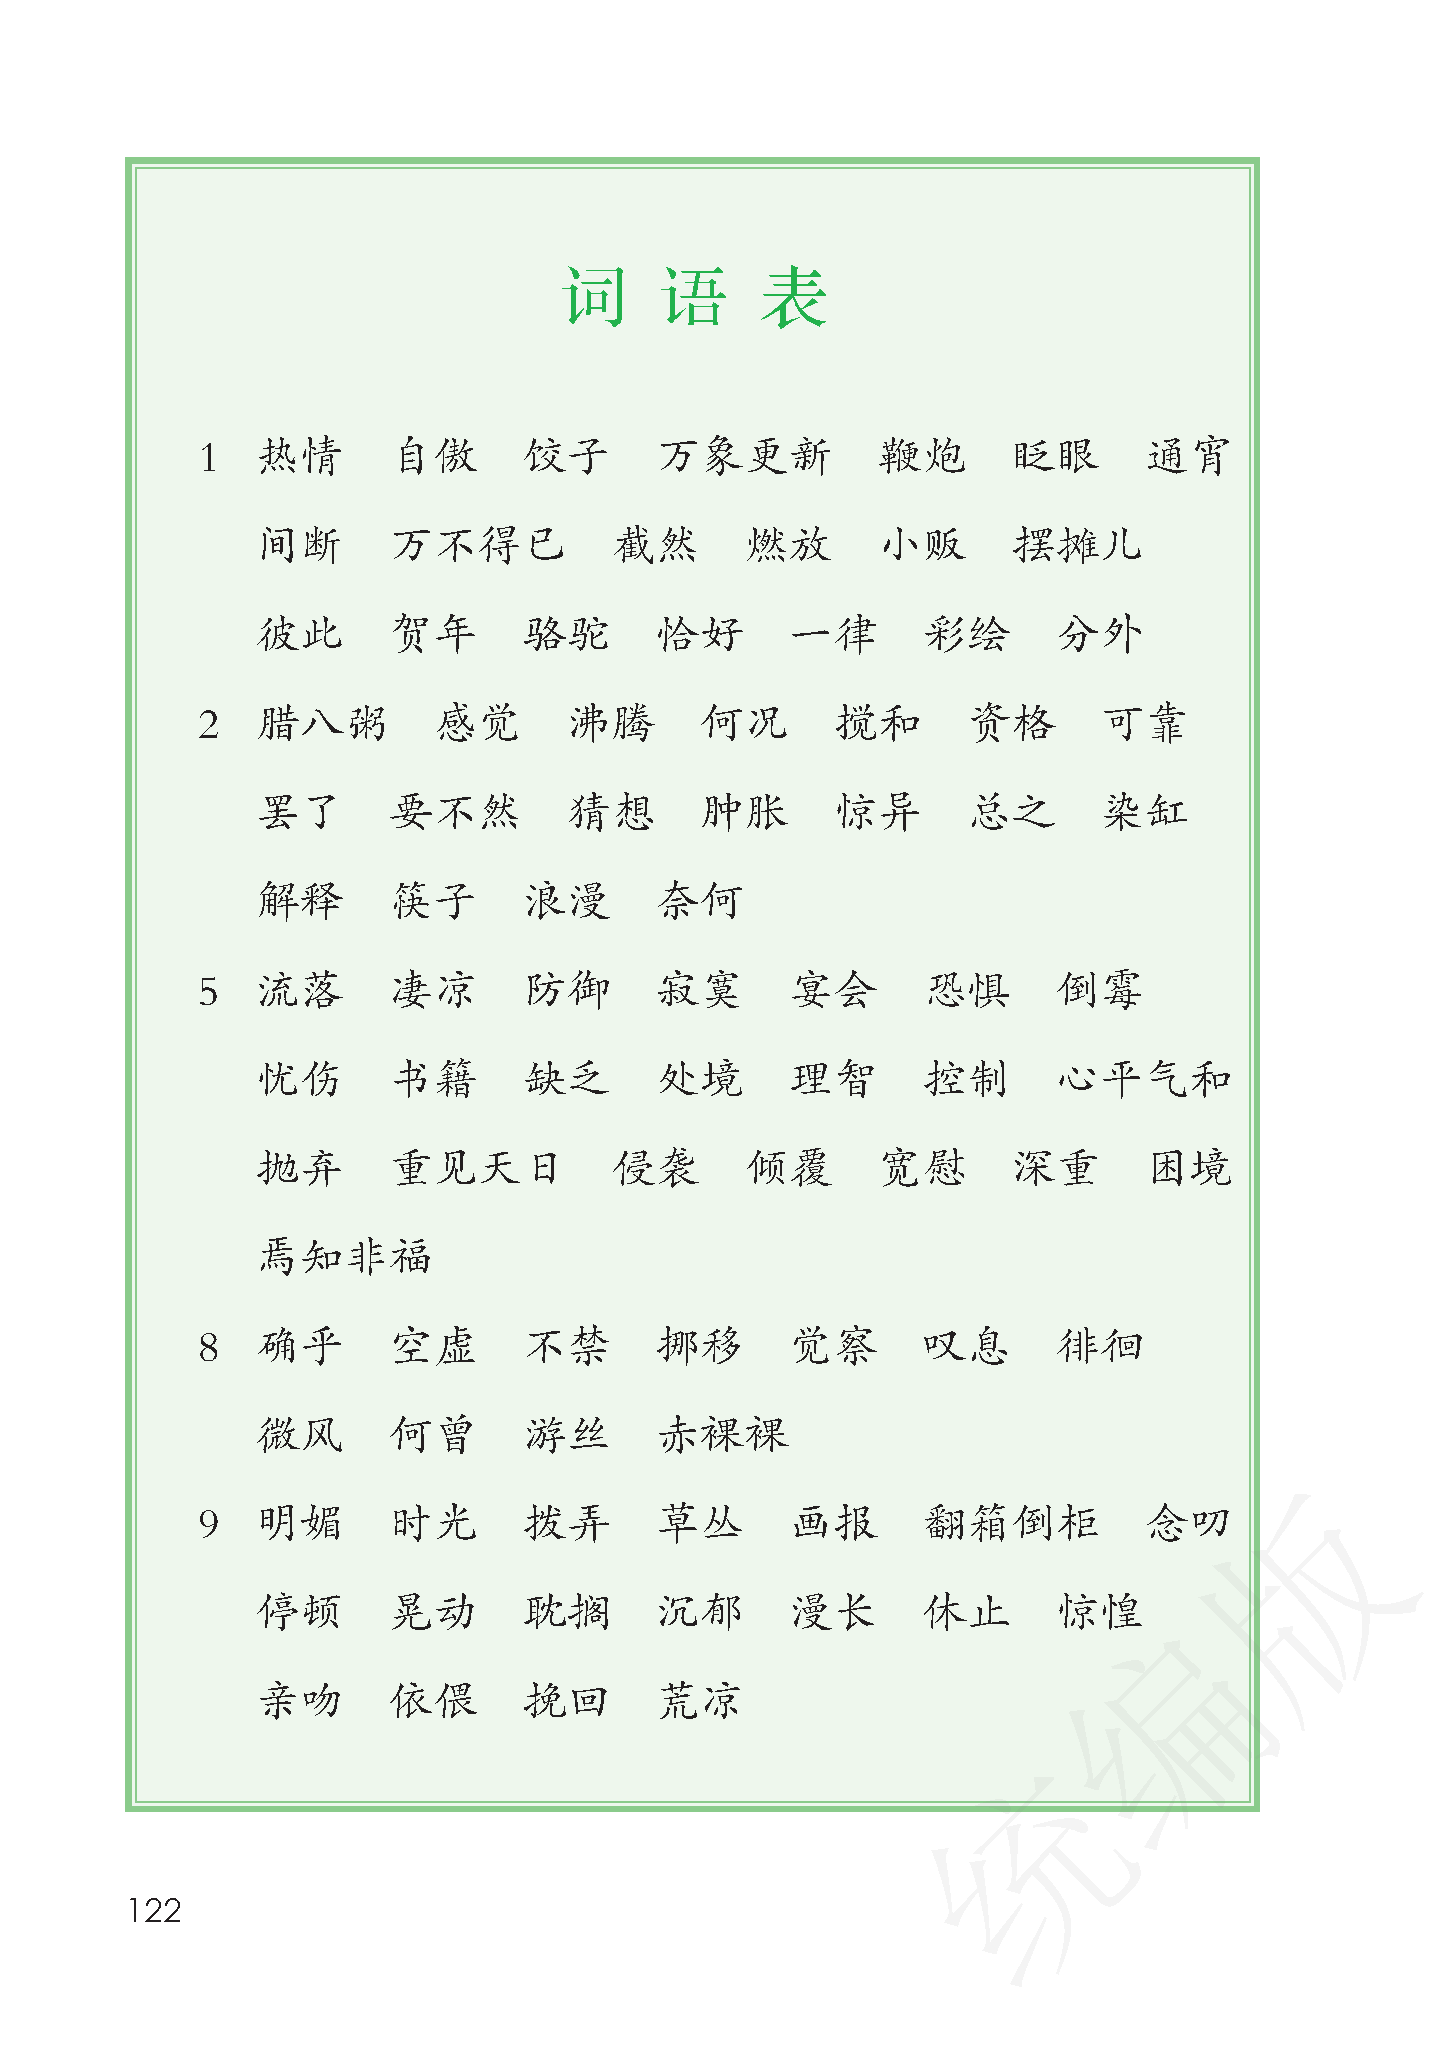 词语表
1 热情 自傲 饺子 万象更新 鞭炮 眨眼 通宵
间断 万不得已 截然 燃放 小贩 摆摊儿
彼此 贺年 骆驼 恰好 一律 彩绘 分外
2 腊八粥 感觉 沸腾 何况 搅和 资格 可靠
罢了 要不然 猜想 肿胀 惊异 总之 染缸
解释 筷子 浪漫 奈何
5 流落 凄凉 防御 寂寞 宴会 恐惧 倒霉
忧伤 书籍 缺乏 处境 理智 控制 心平气和
抛弃 重见天日 侵袭 倾覆 宽慰 深重 困境
焉知非福
8 确乎 空虚 不禁 挪移 觉察 叹息 徘徊
微风 何曾 游丝 赤裸裸
9 明媚 时光 拨弄 草丛 画报 翻箱倒柜 念叨
停顿 晃动 耽搁 沉郁 漫长 休止 惊惶
亲吻 依偎 挽回 荒凉
122
统编版